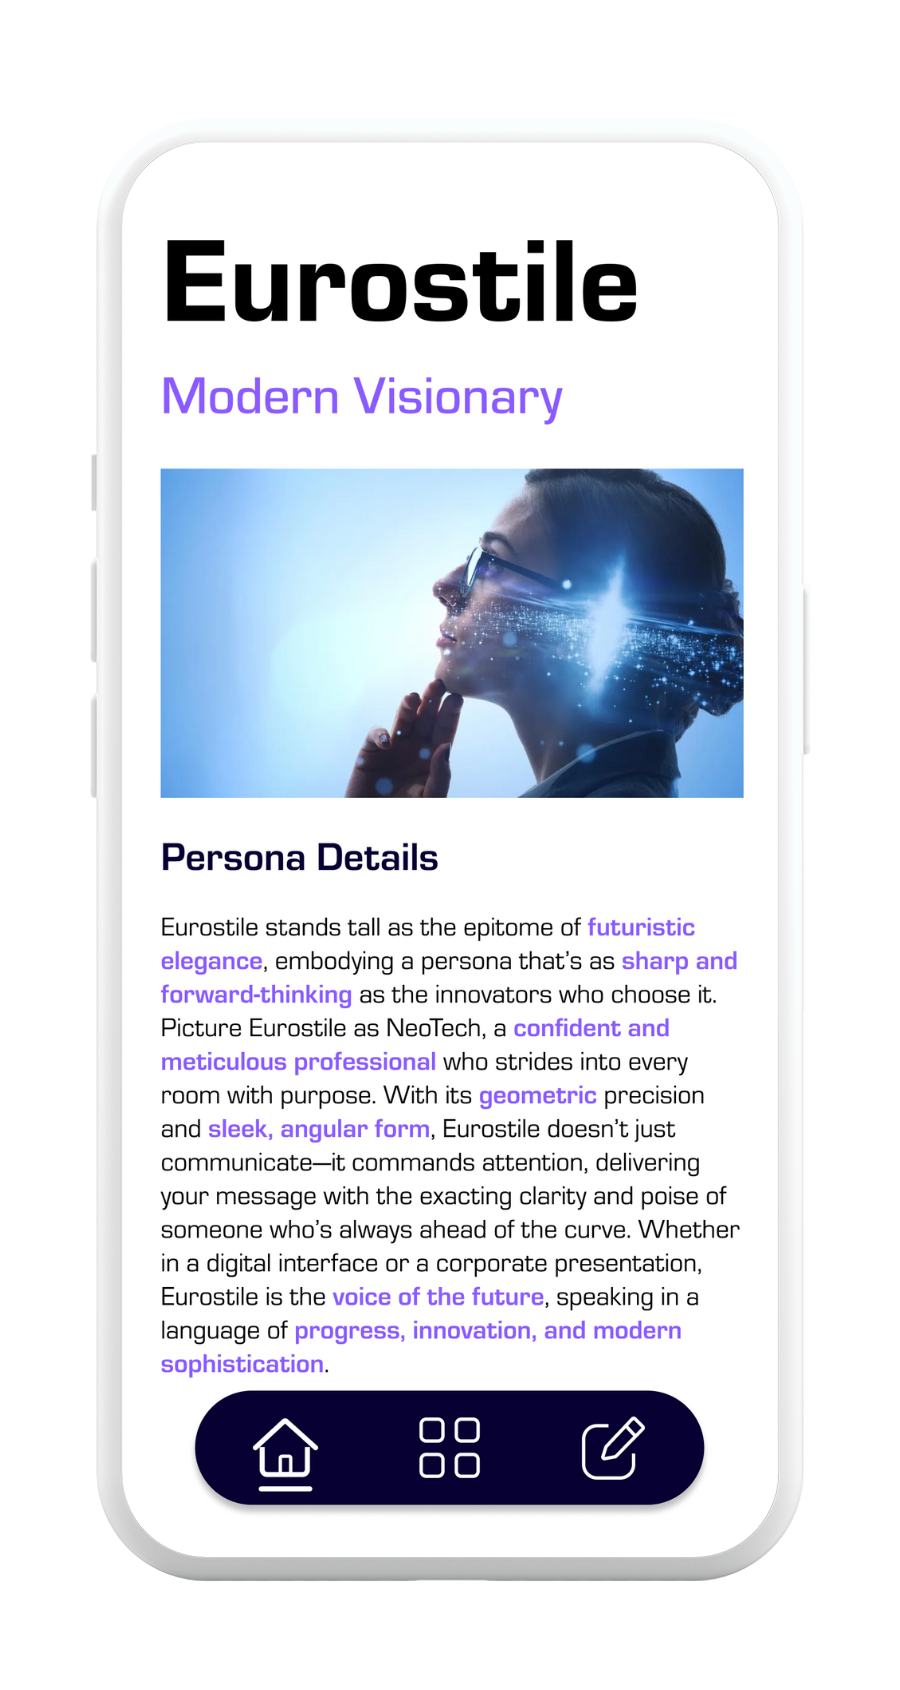 Eurostile
Modern Visionary
Persona Details
Eurostile stands tall as the epitome of futuristic
elegance, embodying a persona that’s as sharp and
forward-thinking as the innovators who choose it.
Picture Eurostile as NeoTech, a confident and
meticulous professional who strides into every
room with purpose. With its geometric precision
and sleek, angular form, Eurostile doesn’t just
communicate—it commands attention, delivering
your message with the exacting clarity and poise of
someone who’s always ahead of the curve. Whether
in a digital interface or a corporate presentation,
Eurostile is the voice of the future, speaking in a
language of progress, innovation, and modern
sophistication.